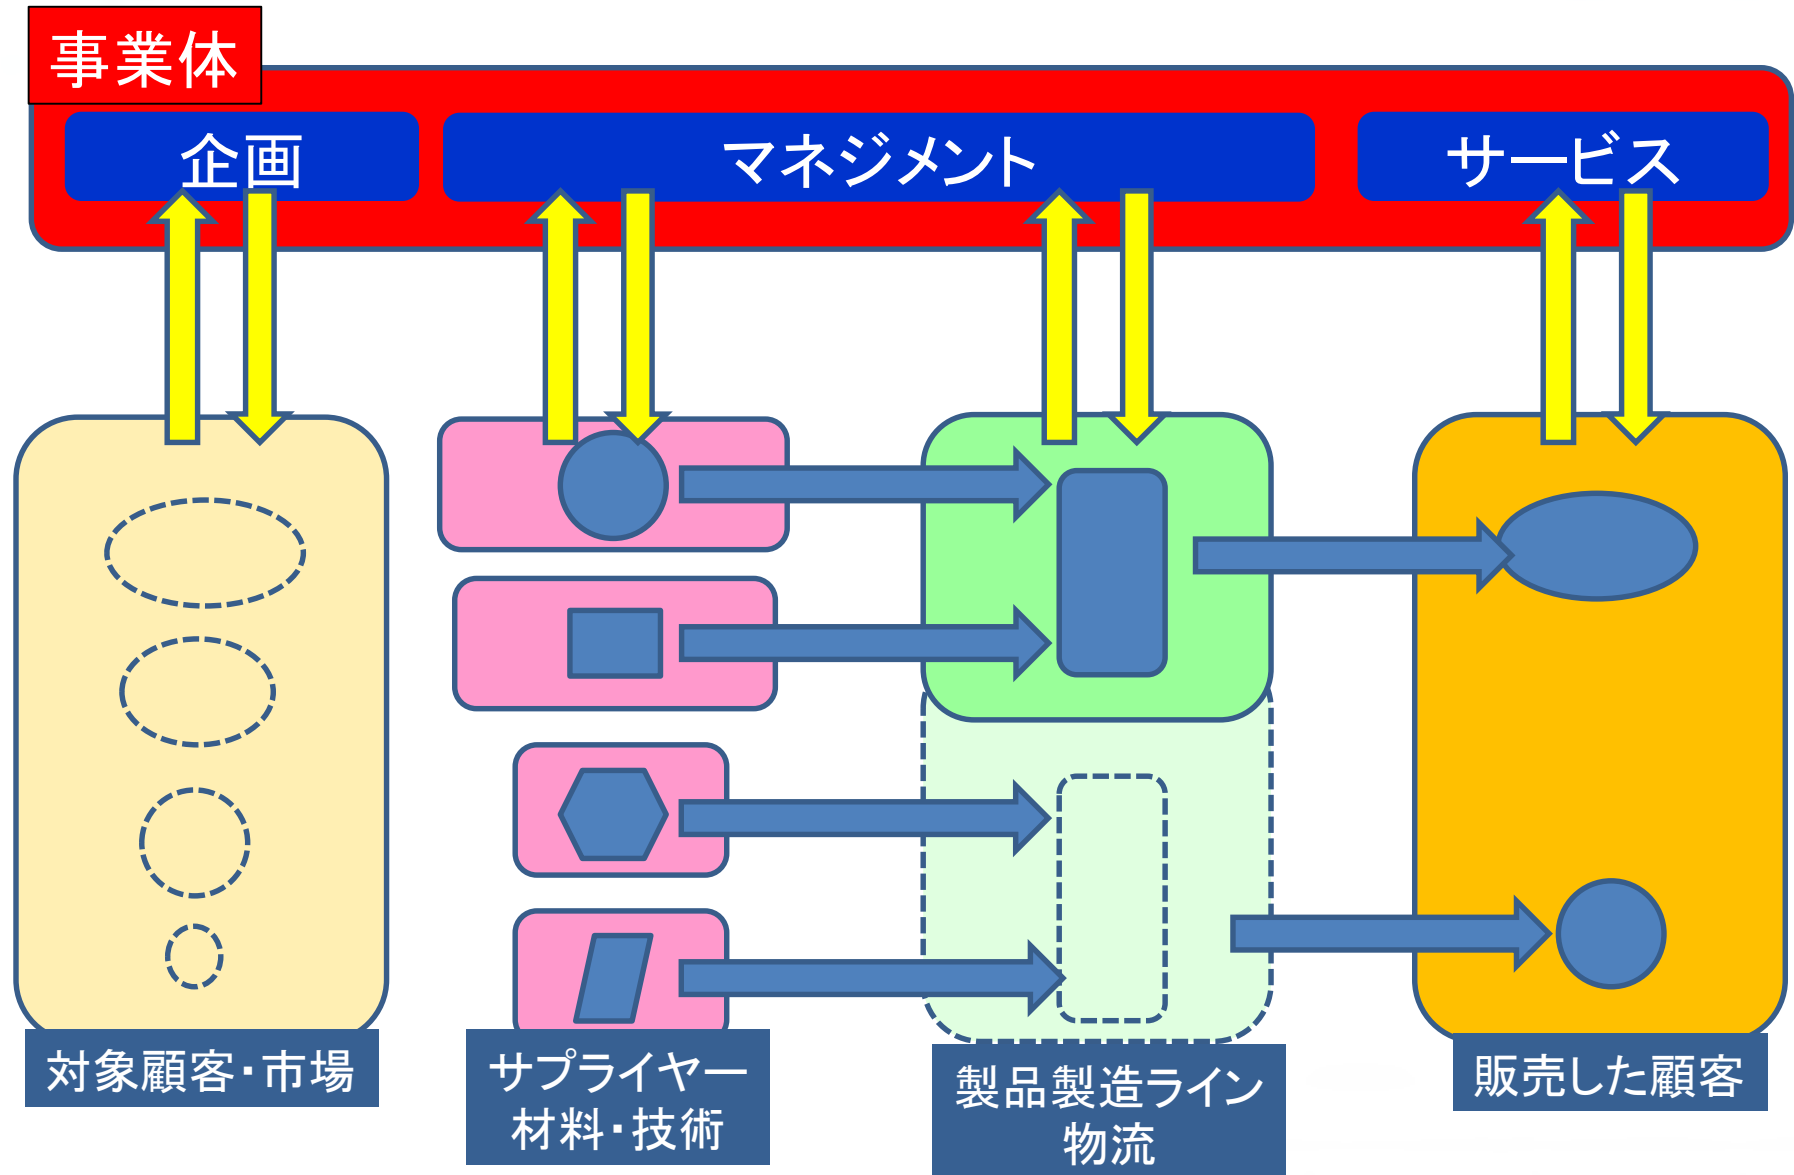 事業体
企画
マネジメント
サービス
対象顧客・市場
サプライヤー
材料・技術
製品製造ライン
物流
販売した顧客